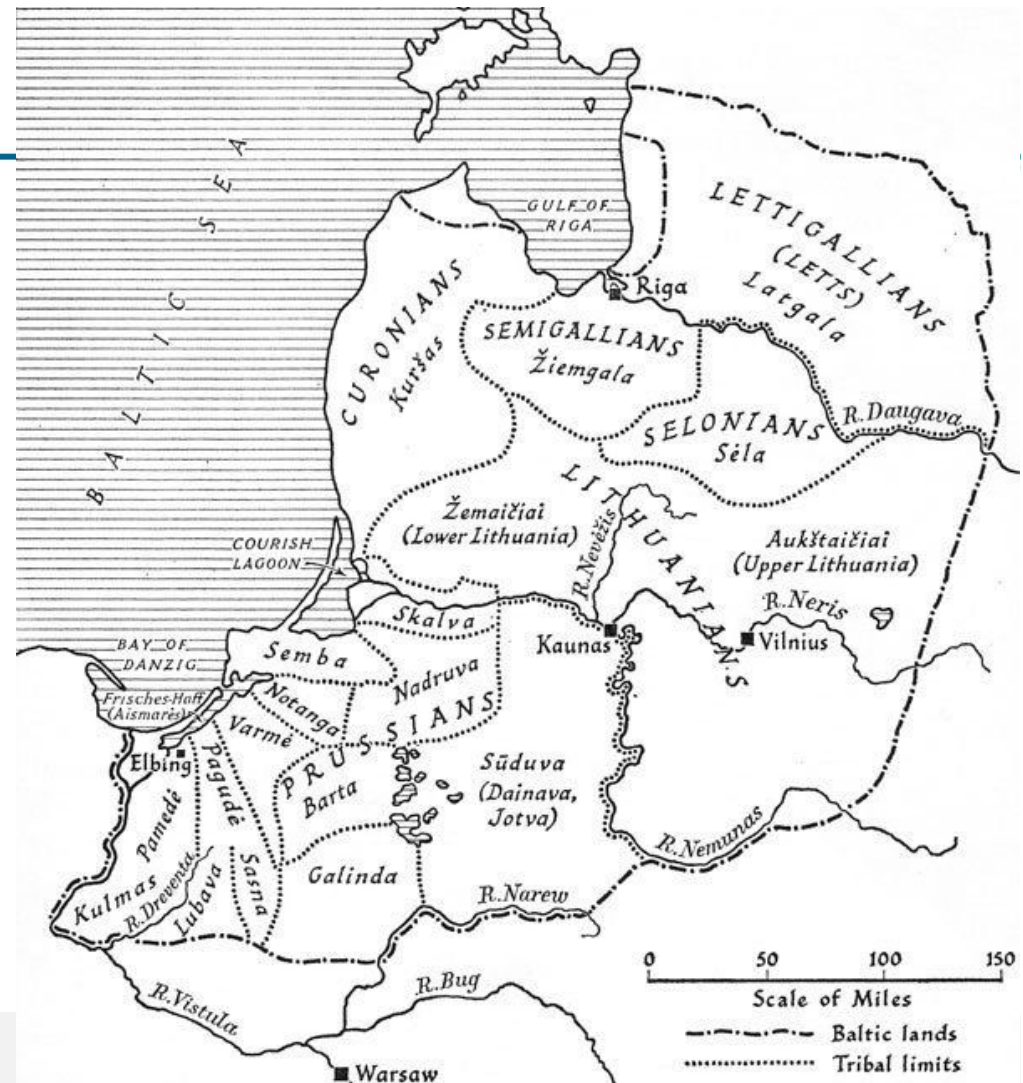 BALTIC SEA
GULF OF
RIGA
LETTIGALLIANS
(LETTS)
Latgala
Riga
CURONIANS
Kuršas
SEMIGALLIANS
Žiemgala
R.Daugava
SELONIANS
Sėla
LITHUANIANS
Žemaičiai
(Lower Lithuania)
R.Nevėžis
Aukštaičiai
(Upper Lithuania)
COURISH
LAGOON
R.Neris
Skalva
Kaunas
Vilnius
BAY OF
DANZIG
Semba
Nadruva
Frisches-Haff
(Aismarės)
Notanga
Varmė
PRUSSIANS
Elbing
Pagudė
Barta
Sūduva
(Dainava,
Jotva)
Pamedė
R.Nemunas
Kulmas
R.Dreventa
Lubava
Sasna
Galinda
R.Narew
R.Vistula
R.Bug
0 50 100 150
Scale of Miles
Baltic lands
Tribal limits
Warsaw